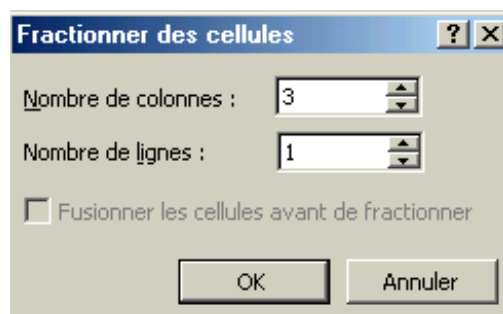 Fractionner des cellules ? ×
Nombre de colonnes : 3
Nombre de lignes : 1
Fusionner les cellules avant de fractionner
OK Annuler